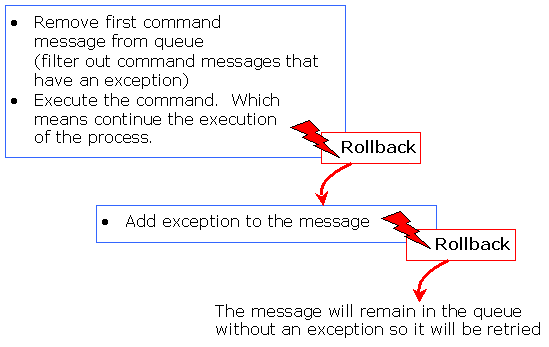 • Remove first command
message from queue
(filter out command messages that
have an exception)
• Execute the command.  Which
means continue the execution
of the process.
Rollback
• Add exception to the message
Rollback
The message will remain in the queue
without an exception so it will be retried